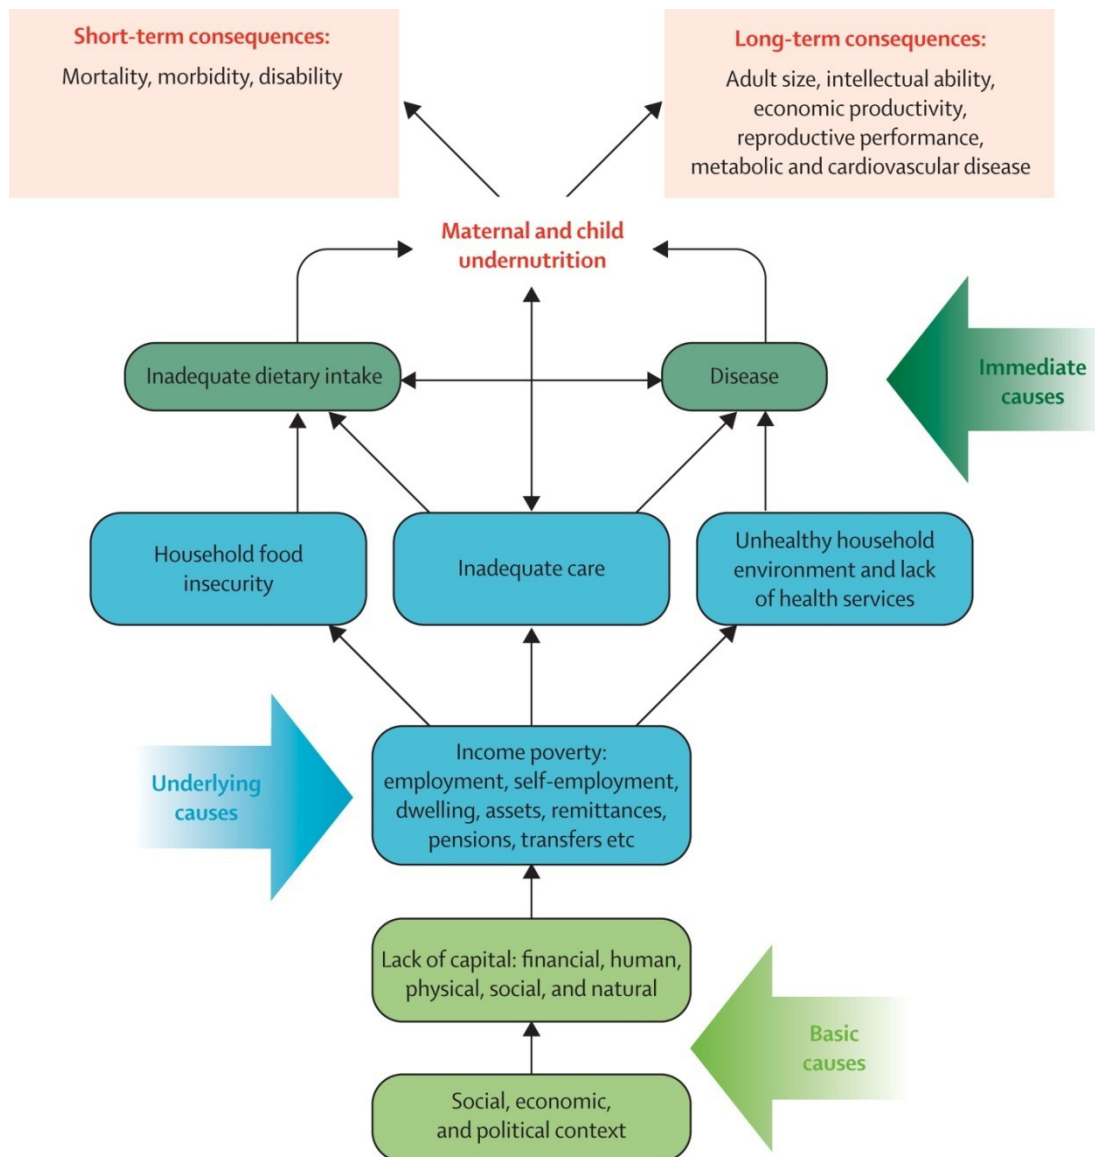 Short-term consequences:
Mortality, morbidity, disability
Long-term consequences:
Adult size, intellectual ability,
economic productivity,
reproductive performance,
metabolic and cardiovascular disease
Maternal and child
undernutrition
Inadequate dietary intake
Disease
Immediate
causes
Household food
insecurity
Inadequate care
Unhealthy household
environment and lack
of health services
Underlying
causes
Income poverty:
employment, self-employment,
dwelling, assets, remittances,
pensions, transfers etc
Lack of capital: financial, human,
physical, social, and natural
Basic
causes
Social, economic,
and political context